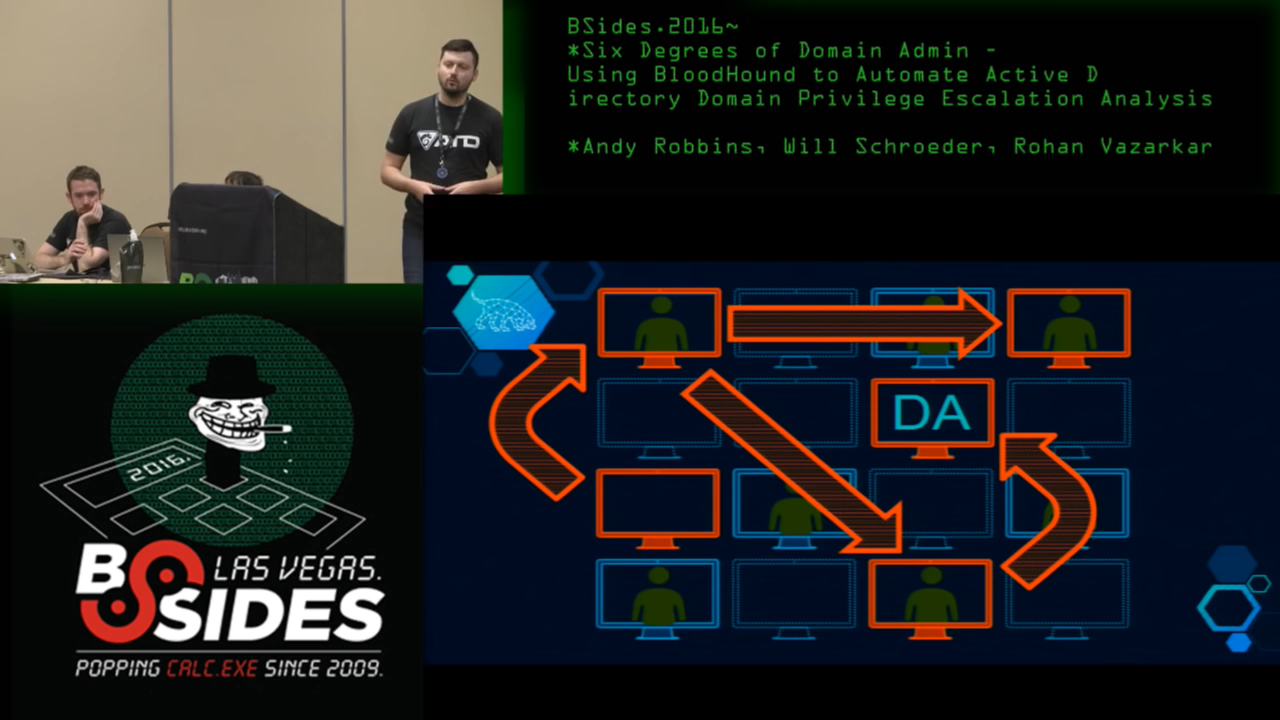 BSides.2016~
*Six Degrees of Domain Admin -
Using BloodHound to Automate Active D
irectory Domain Privilege Escalation Analysis
*Andy Robbins, Will Schroeder, Rohan Vazarkar
DA
2016.
BSIDES
LAS VEGAS.
POPPING CALC.EXE SINCE 2009.